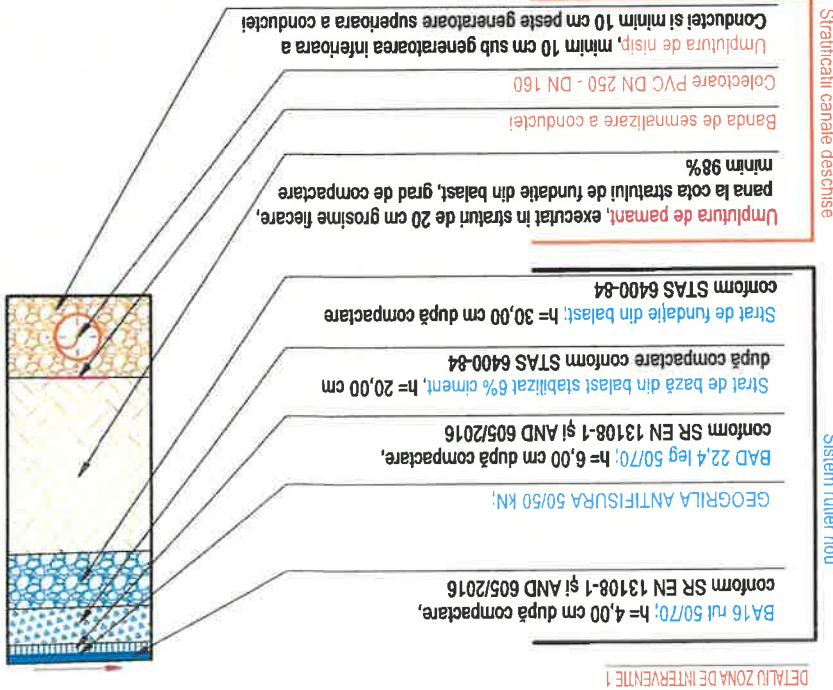 DETALIU ZONA DE INTERVENTIE 1
Sistem rutier nou
BA16 rul 50/70; h= 4,00 cm după compactare,
conform SR EN 13108-1 și AND 605/2016
GEOGRILA ANTIFISURA 50/50 kN;
BAD 22,4 leg 50/70; h= 6,00 cm după compactare,
conform SR EN 13108-1 și AND 605/2016
Strat de bază din balast stabilizat 6% ciment, h= 20,00 cm
după compactare conform STAS 6400-84
Strat de fundație din balast; h= 30,00 cm după compactare
conform STAS 6400-84
Stratificatii canale deschise
Umplutura de pamant, executat in straturi de 20 cm grosime, fiecare,
pana la cota stratului de fundatie din balast, grad de compactare
minim 98%
Banda de semnalizare a conductei
Colectoare PVC DN 250 - DN 160
Umplutura de nisip, minim 10 cm sub generatoarea inferioara a
Conductei si minim 10 cm peste generatoare superioara a conductei